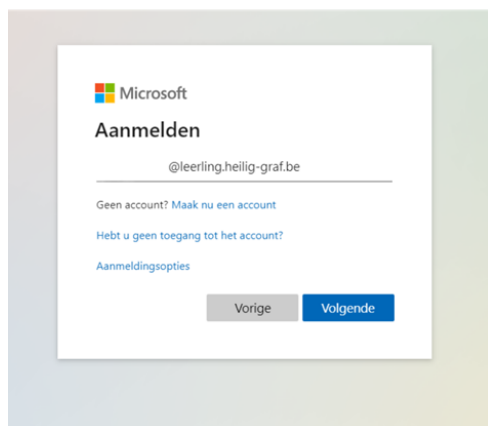 Microsoft
Aanmelden
@leerling.heilig-graf.be
Geen account? Maak nu een account
Hebt u geen toegang tot het account?
Aanmeldingsopties
Vorige Volgende